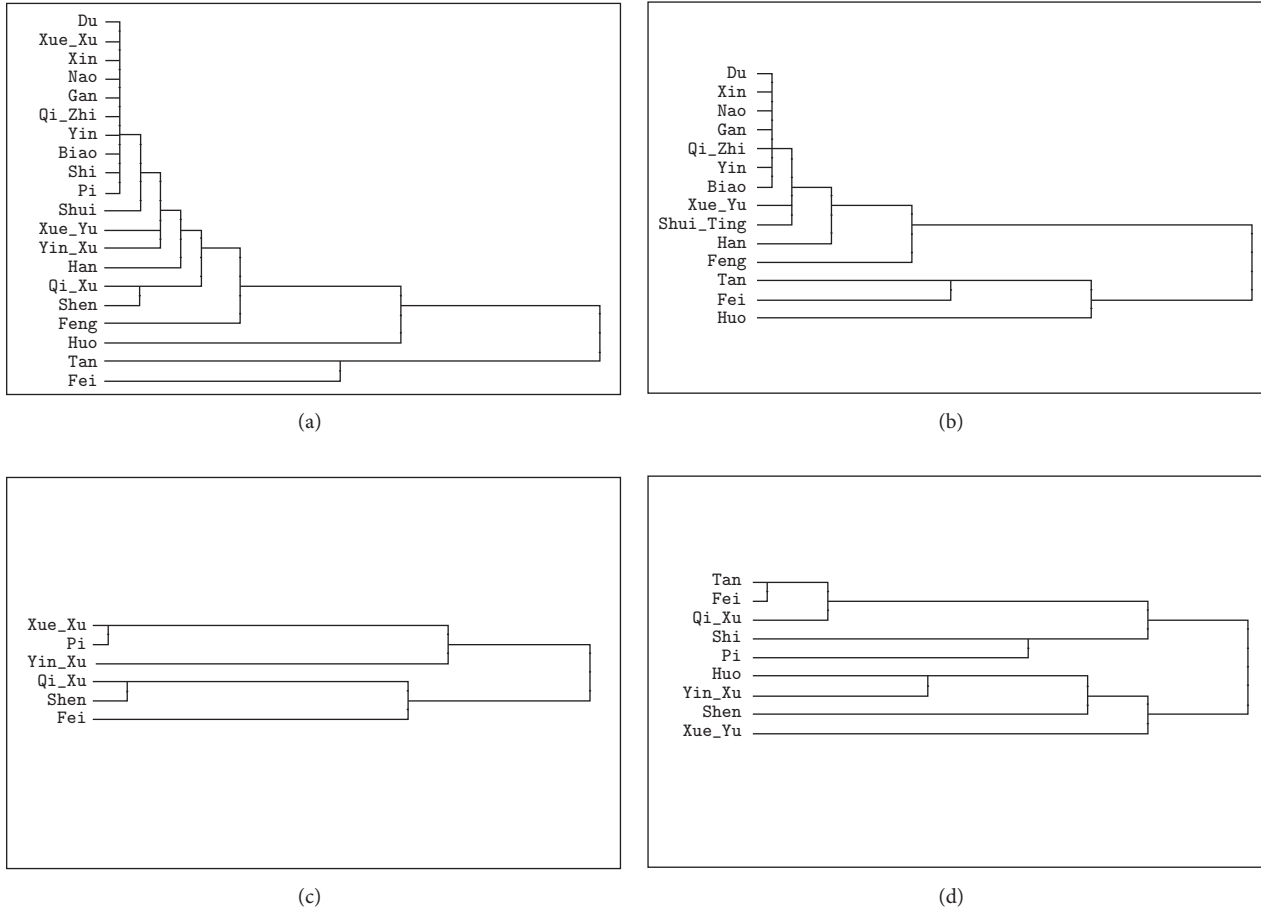 Du
Xue_Xu
Xin
Nao
Gan
Qi_Zhi
Yin
Biao
Shi
Pi
Shui
Xue_Yu
Yin_Xu
Han
Qi_Xu
Shen
Feng
Huo
Tan
Fei
(a)
Du
Xin
Nao
Gan
Qi_Zhi
Yin
Biao
Xue_Yu
Shui_Ting
Han
Feng
Tan
Fei
Huo
(b)
Xue_Xu
Pi
Yin_Xu
Qi_Xu
Shen
Fei
(c)
Tan
Fei
Qi_Xu
Shi
Pi
Huo
Yin_Xu
Shen
Xue_Yu
(d)